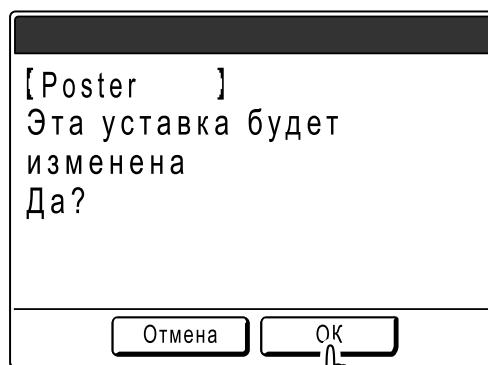 [Poster ]
Эта уставка будет
изменена
Да?
Отмена OK